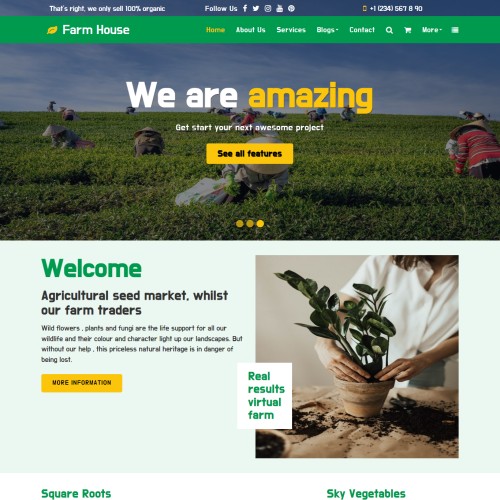 That's right, we only sell 100% organic
Follow Us
+1 (234) 567 8 90
Farm House
Home About Us Services Blogs Contact More
We are amazing
Get start your next awesome project
See all features
Welcome
Agricultural seed market, whilst
our farm traders
Wild flowers , plants and fungi are the life support for all our
wildlife and their colour and character light up our landscapes. But
without our help , this priceless natural heritage is in danger of
being lost.
MORE INFORMATION
Real
results
virtual
farm
Square Roots
Sky Vegetables